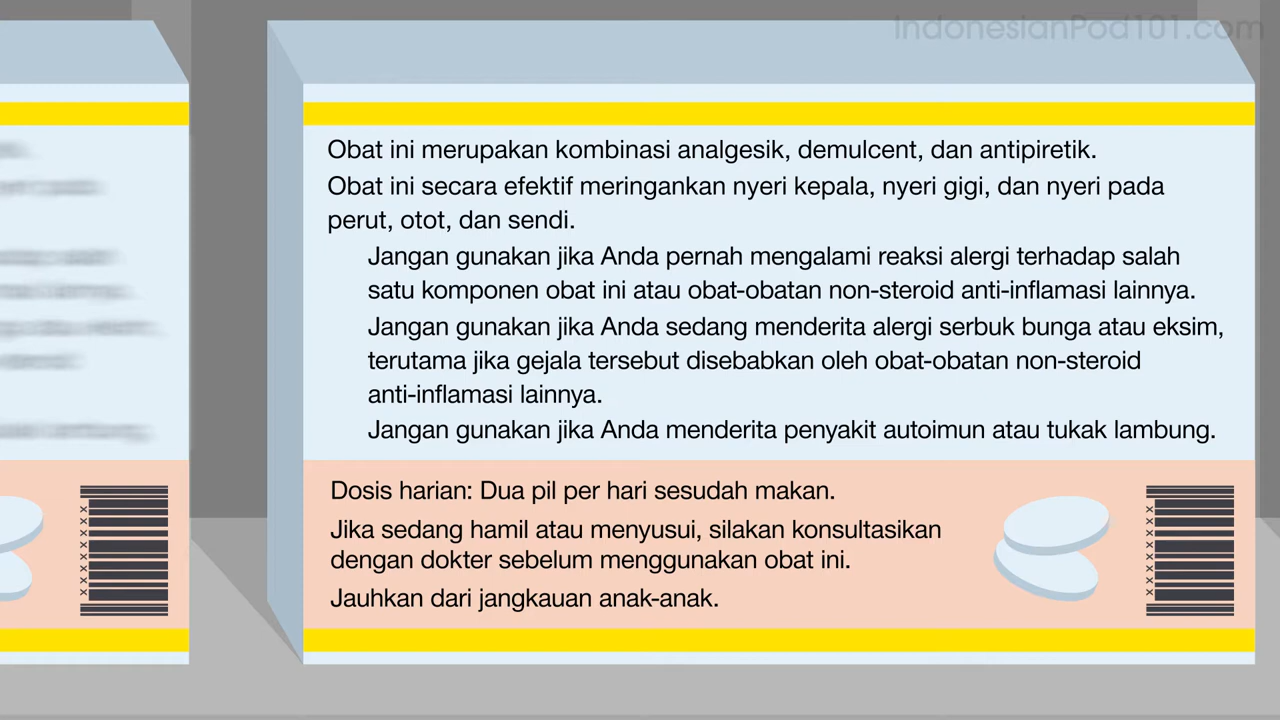 IndonesianPod101.com
Obat ini merupakan kombinasi analgesik, demulcent, dan antipiretik.
Obat ini secara efektif meringankan nyeri kepala, nyeri gigi, dan nyeri pada
perut, otot, dan sendi.
Jangan gunakan jika Anda pernah mengalami reaksi alergi terhadap salah
satu komponen obat ini atau obat-obatan non-steroid anti-inflamasi lainnya.
Jangan gunakan jika Anda sedang menderita alergi serbuk bunga atau eksim,
terutama jika gejala tersebut disebabkan oleh obat-obatan non-steroid
anti-inflamasi lainnya.
Jangan gunakan jika Anda menderita penyakit autoimun atau tukak lambung.
Dosis harian: Dua pil per hari sesudah makan.
Jika sedang hamil atau menyusui, silakan konsultasikan
dengan dokter sebelum menggunakan obat ini.
Jauhkan dari jangkauan anak-anak.